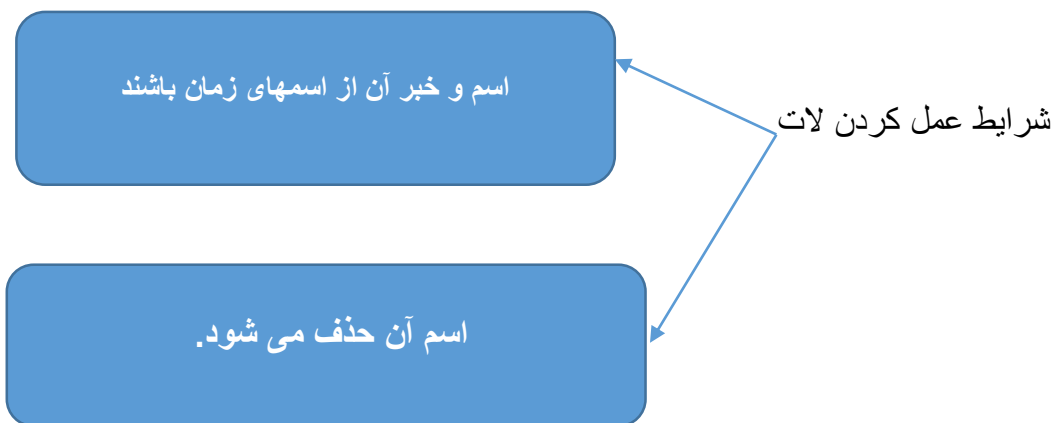 شرایط عمل کردن لات
اسم و خبر آن از اسمهای زمان باشند
اسم آن حذف می شود.